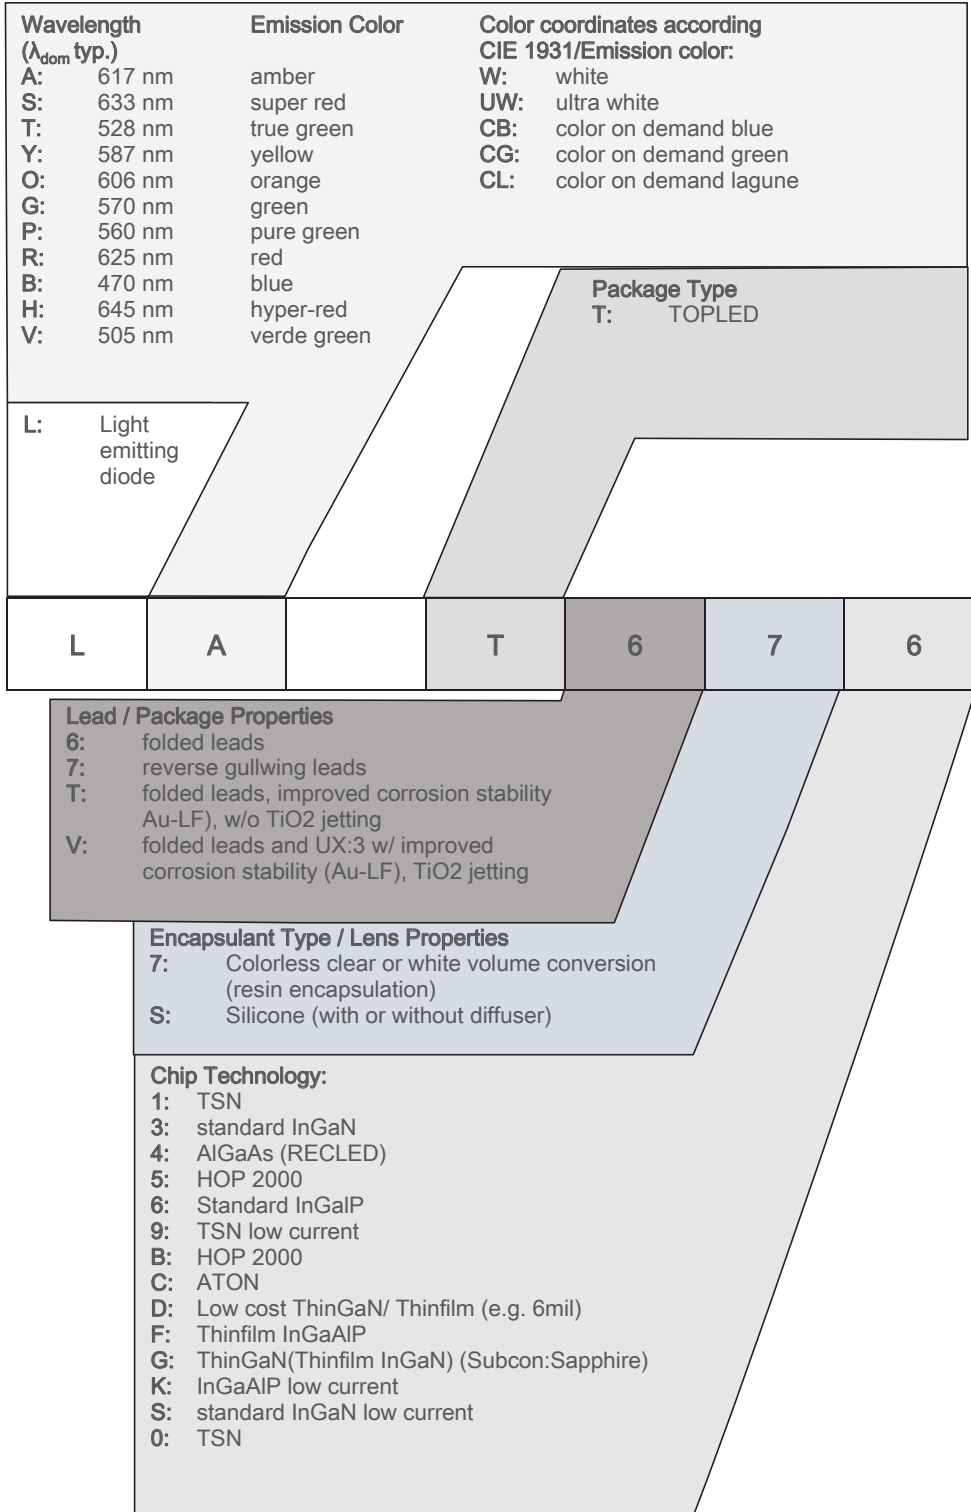 Wavelength Emission Color Color coordinates according
(λdom typ.) CIE 1931/Emission color:
A: 617 nm amber W: white
S: 633 nm super red UW: ultra white
T: 528 nm true green CB: color on demand blue
Y: 587 nm yellow CG: color on demand green
O: 606 nm orange CL: color on demand lagune
G: 570 nm green
P: 560 nm pure green
R: 625 nm red
B: 470 nm blue
H: 645 nm hyper-red
V: 505 nm verde green
Package Type
T: TOPLED
L: Light
emitting
diode
L A T 6 7 6
Lead / Package Properties
6: folded leads
7: reverse gullwing leads
T: folded leads, improved corrosion stability
Au-LF), w/o TiO2 jetting
V: folded leads and UX:3 w/ improved
corrosion stability (Au-LF), TiO2 jetting
Encapsulant Type / Lens Properties
7: Colorless clear or white volume conversion
(resin encapsulation)
S: Silicone (with or without diffuser)
Chip Technology:
1: TSN
3: standard InGaN
4: AlGaAs (RECLED)
5: HOP 2000
6: Standard InGalP
9: TSN low current
B: HOP 2000
C: ATON
D: Low cost ThinGaN/ Thinfilm (e.g. 6mil)
F: Thinfilm InGaAlP
G: ThinGaN(Thinfilm InGaN) (Subcon:Sapphire)
K: InGaAlP low current
S: standard InGaN low current
0: TSN